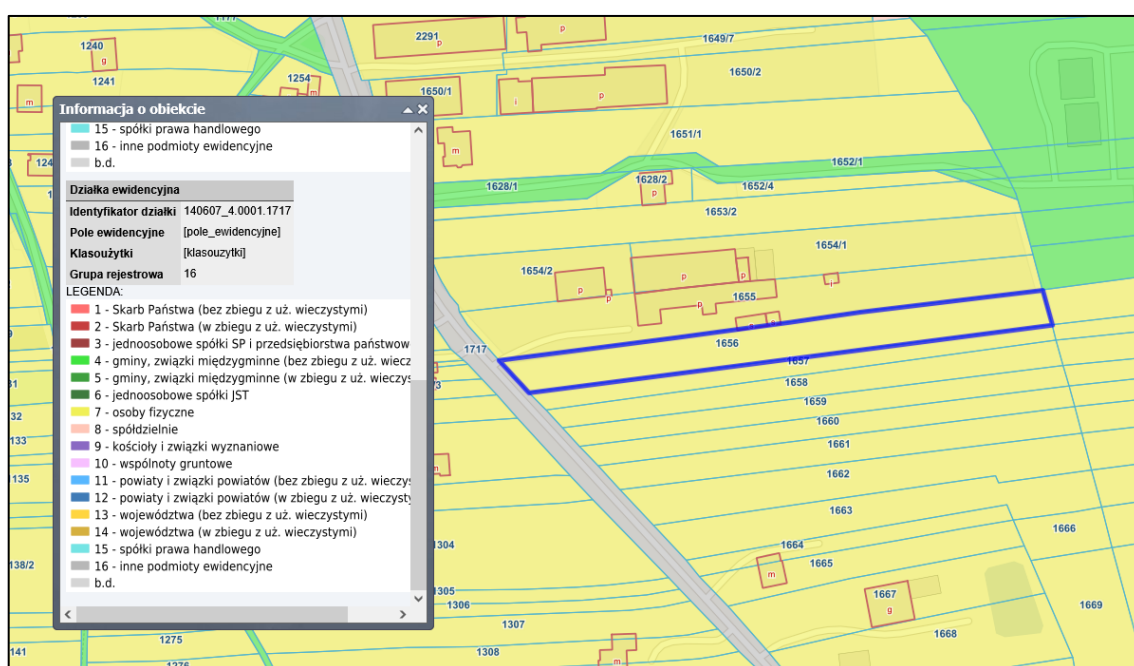 1240
g
1241
m
1254
m
2291
p
p
1649/7
1650/2
1650/1
i
p
m
1651/1
1652/1
1628/1
1628/2
p
1652/4
1653/2
1654/1
1654/2
p
p
p
p
i
p
1655
1717
1656
1657
1658
1659
1660
1661
1662
1663
1664
1665
1666
m
1667
g
1668
1669
1304
1305
1306
1307
1308
m
m
1275
1276
138/2
Informacja o obiekcie
15 - spółki prawa handlowego
16 - inne podmioty ewidencyjne
b.d.
Działka ewidencyjna
Identyfikator działki 140607_4.0001.1717
Pole ewidencyjne [pole_ewidencyjne]
Klasoużytki [klasouzytki]
Grupa rejestrowa 16
LEGENDA:
1 - Skarb Państwa (bez zbiegu z uż. wieczystymi)
2 - Skarb Państwa (w zbiegu z uż. wieczystymi)
3 - jednoosobowe spółki SP i przedsiębiorstwa państwow
4 - gminy, związki międzygminne (bez zbiegu z uż. wiecz
5 - gminy, związki międzygminne (w zbiegu z uż. wieczys
6 - jednoosobowe spółki JST
7 - osoby fizyczne
8 - spółdzielnie
9 - kościoły i związki wyznaniowe
10 - wspólnoty gruntowe
11 - powiaty i związki powiatów (bez zbiegu z uż. wieczys
12 - powiaty i związki powiatów (w zbiegu z uż. wieczysty
13 - województwa (bez zbiegu z uż. wieczystymi)
14 - województwa (w zbiegu z uż. wieczystymi)
15 - spółki prawa handlowego
16 - inne podmioty ewidencyjne
b.d.